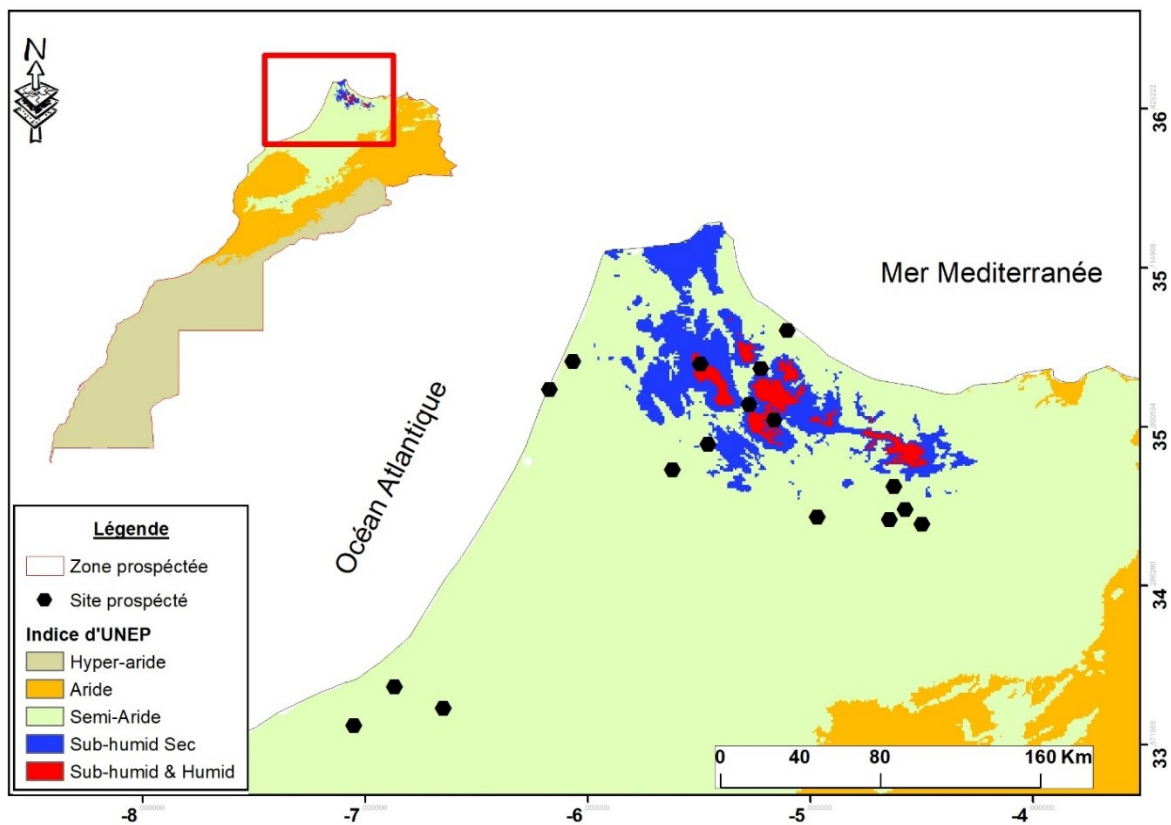 N
Mer Mediterranée
Océan Atlantique
Légende
Zone prospéctée
Site prospécté
Indice d'UNEP
Hyper-aride
Aride
Semi-Aride
Sub-humid Sec
Sub-humid & Humid
0 40 80 160 Km
36
35
35
34
33
-8 -7 -6 -5 -4